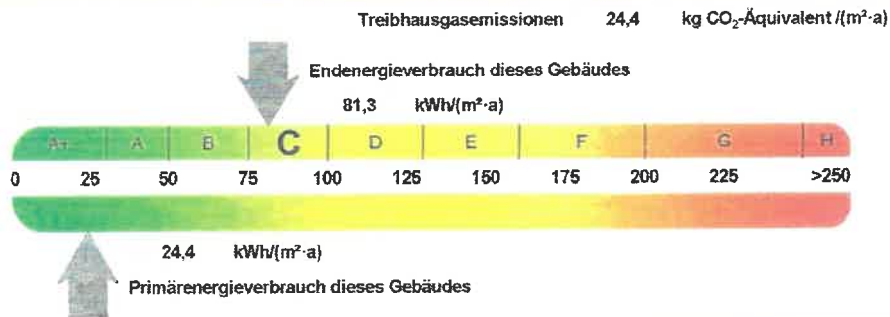 Treibhausgasemissionen 24,4 kg CO₂-Äquivalent /(m²·a)
Endenergieverbrauch dieses Gebäudes
81,3 kWh/(m²·a)
A+ A B C D E F G H
0 25 50 75 100 125 150 175 200 225 >250
24,4 kWh/(m²·a)
Primärenergieverbrauch dieses Gebäudes